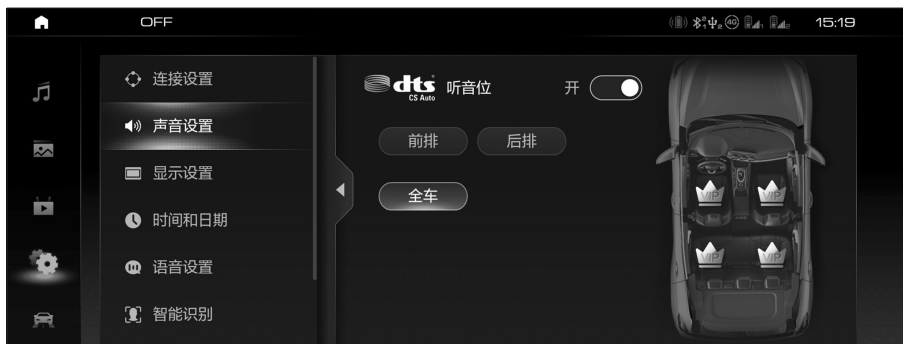 OFF
4G
15:19
连接设置
声音设置
显示设置
时间和日期
语音设置
智能识别
dts 听音位 开
CS Auto
前排 后排
全车
VIP VIP
VIP VIP